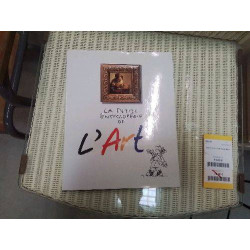 LA PETITE
ENCYCLOPÉDIE
DE
L'Art